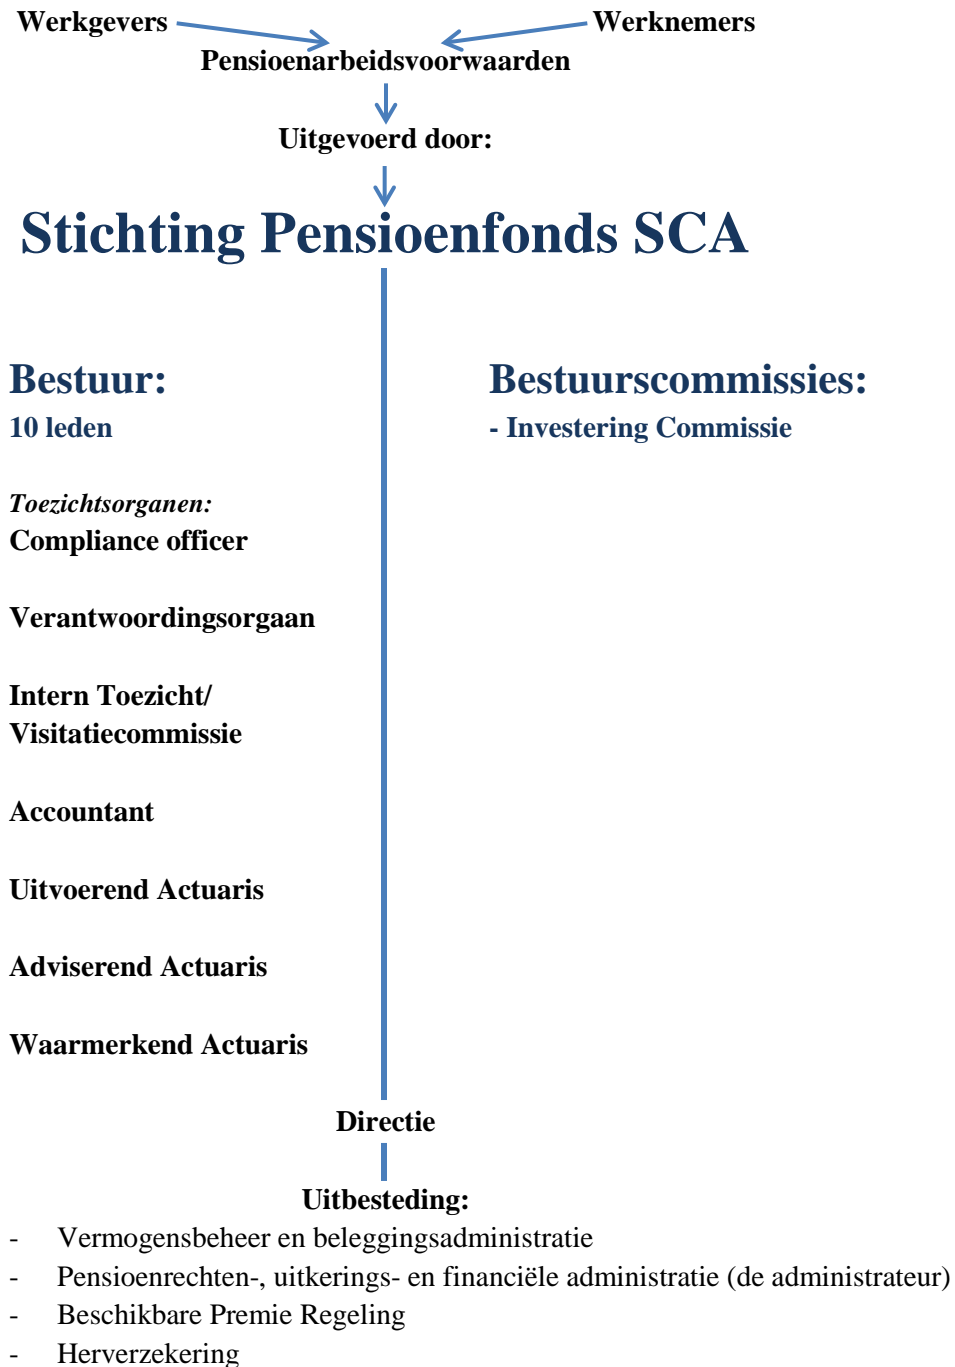 Werkgevers Werknemers
Pensioenarbeidsvoorwaarden
Uitgevoerd door:
Stichting Pensioenfonds SCA
Bestuur: Bestuurscommissies:
10 leden - Investering Commissie
Toezichtsorganen:
Compliance officer
Verantwoordingsorgaan
Intern Toezicht/
Visitatiecommissie
Accountant
Uitvoerend Actuaris
Adviserend Actuaris
Waarmerkend Actuaris
Directie
Uitbesteding:
- Vermogensbeheer en beleggingsadministratie
- Pensioenrechten-, uitkerings- en financiële administratie (de administrateur)
- Beschikbare Premie Regeling
- Herverzekering